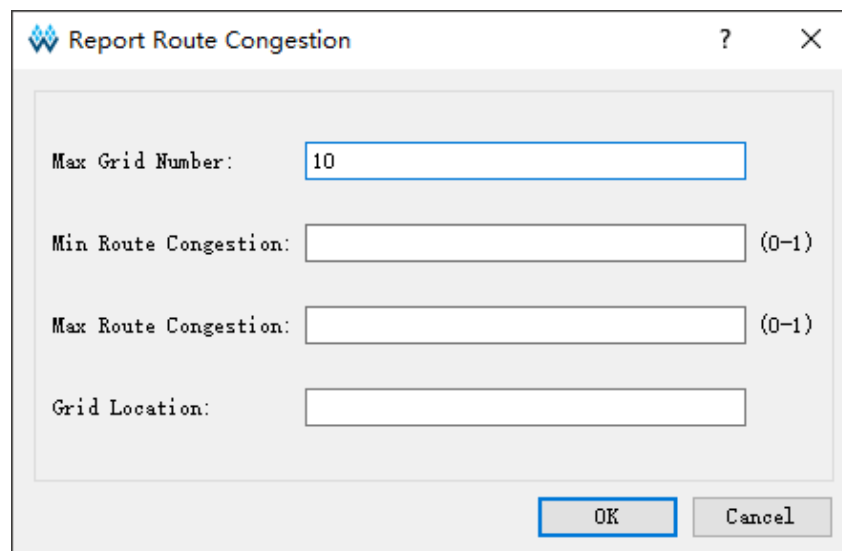 Report Route Congestion ? ×
Max Grid Number: 10
Min Route Congestion: (0-1)
Max Route Congestion: (0-1)
Grid Location:
OK Cancel